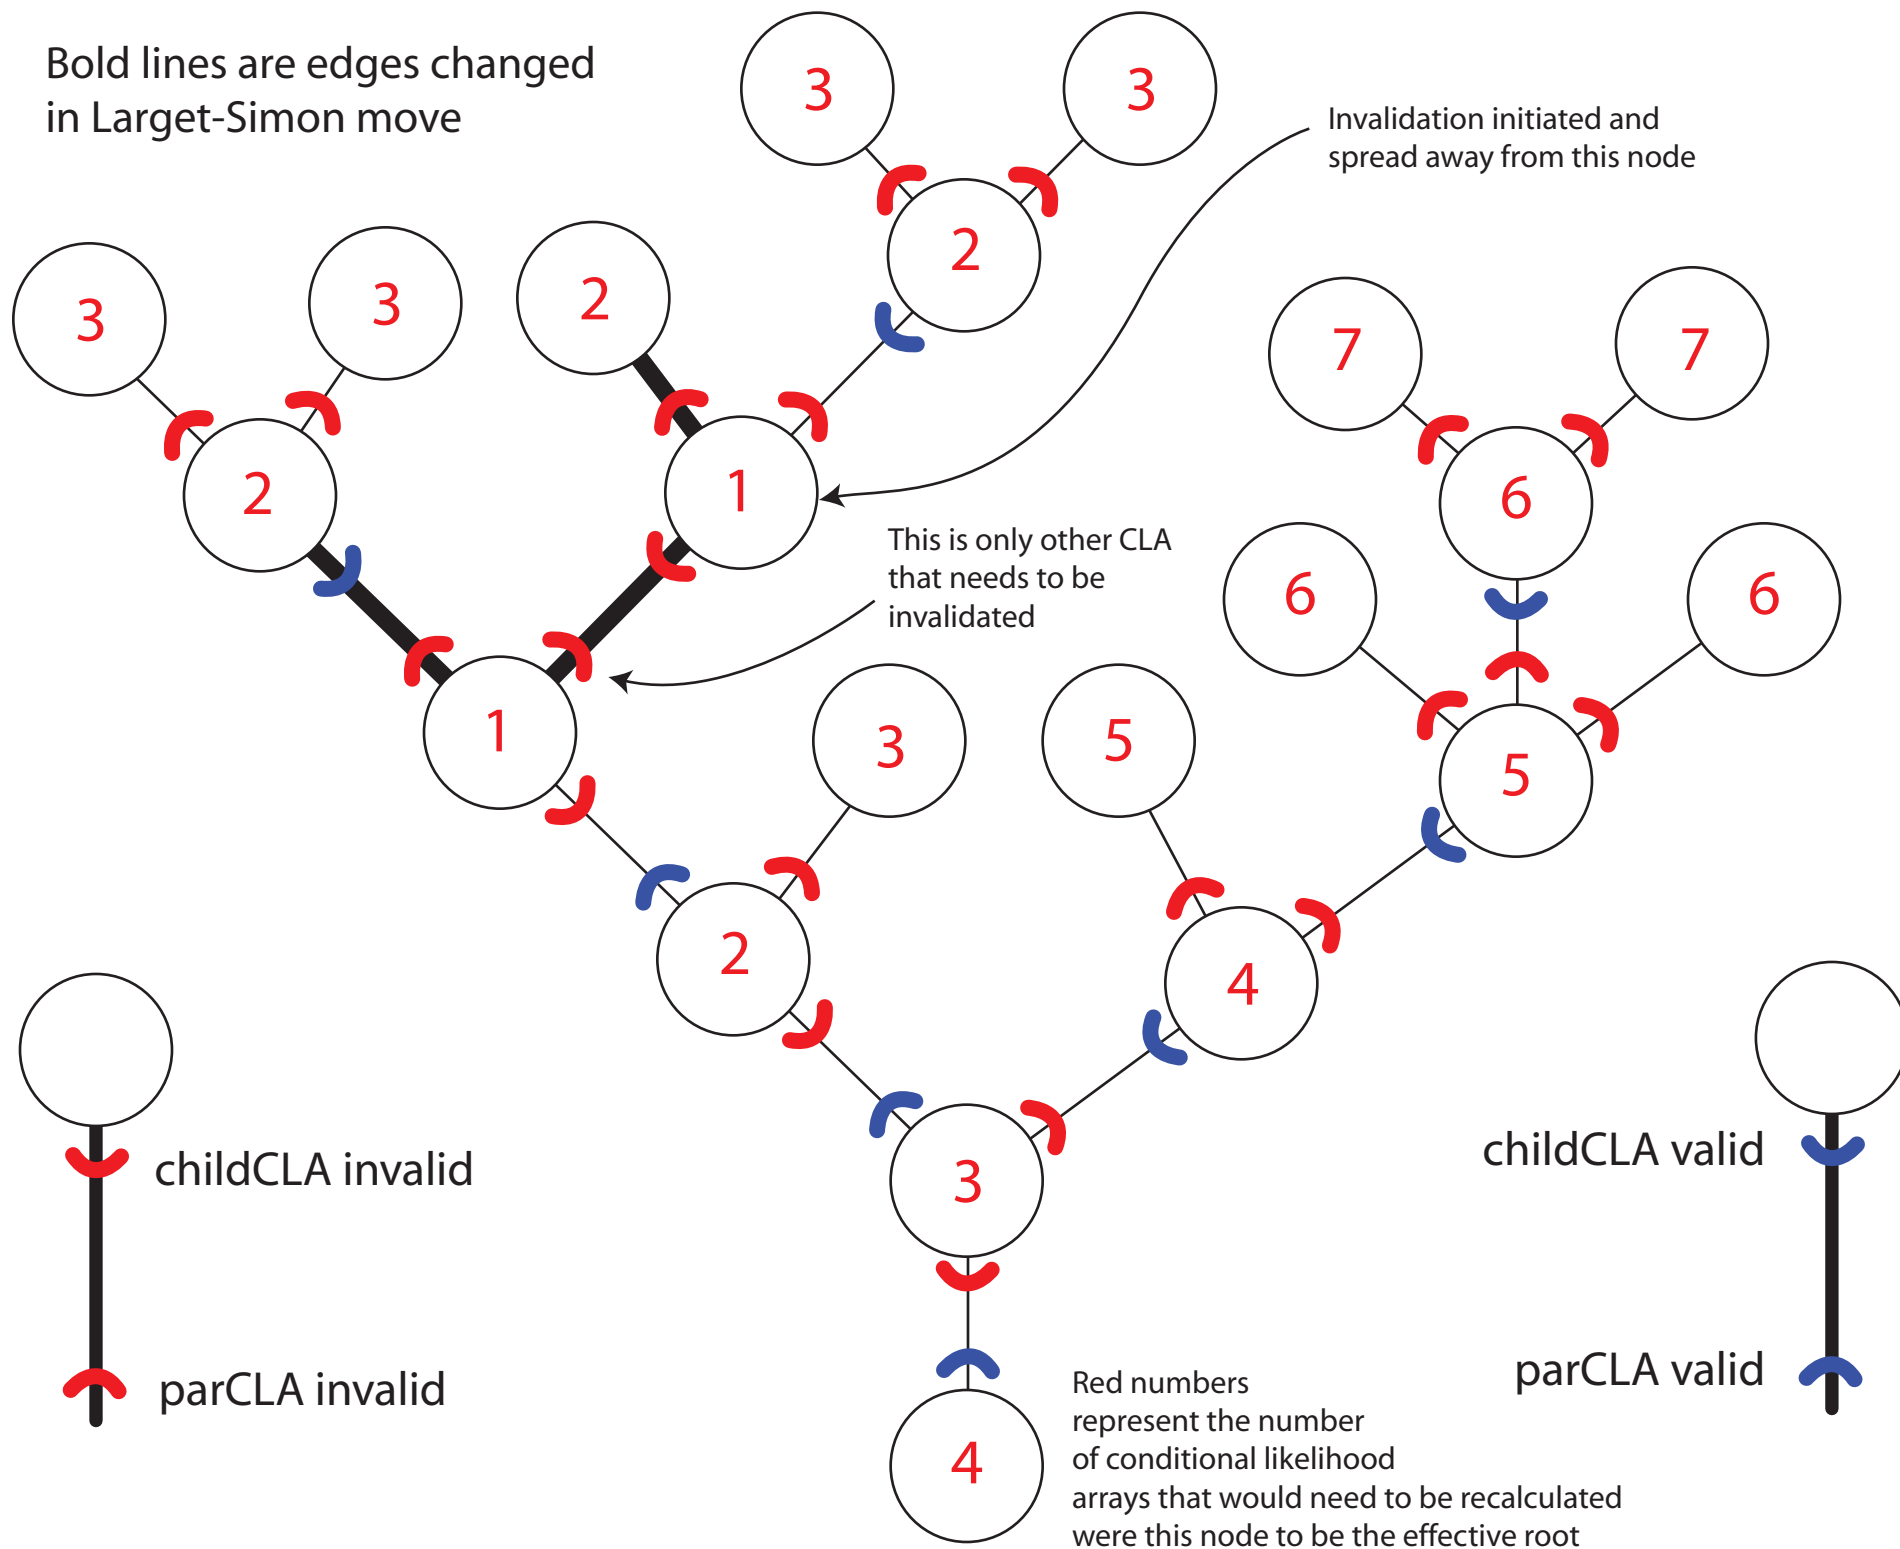 Bold lines are edges changed
in Larget-Simon move
3
3
Invalidation initiated and
spread away from this node
2
3
3
2
7
7
2
1
6
This is only other CLA
that needs to be
invalidated
6
6
1
3
5
5
2
4
childCLA invalid
childCLA valid
3
parCLA invalid
parCLA valid
4
Red numbers
represent the number
of conditional likelihood
arrays that would need to be recalculated
were this node to be the effective root